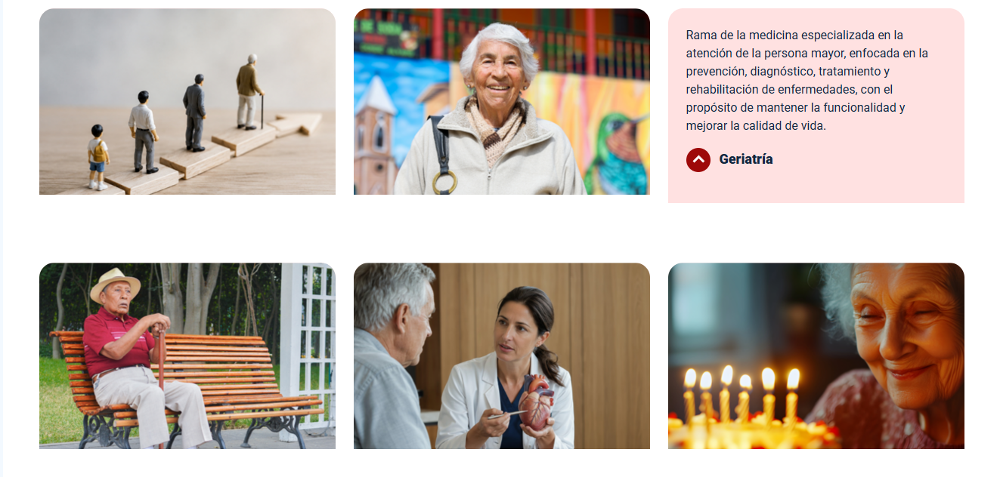 Rama de la medicina especializada en la
atención de la persona mayor, enfocada en la
prevención, diagnóstico, tratamiento y
rehabilitación de enfermedades, con el
propósito de mantener la funcionalidad y
mejorar la calidad de vida.
Geriatría